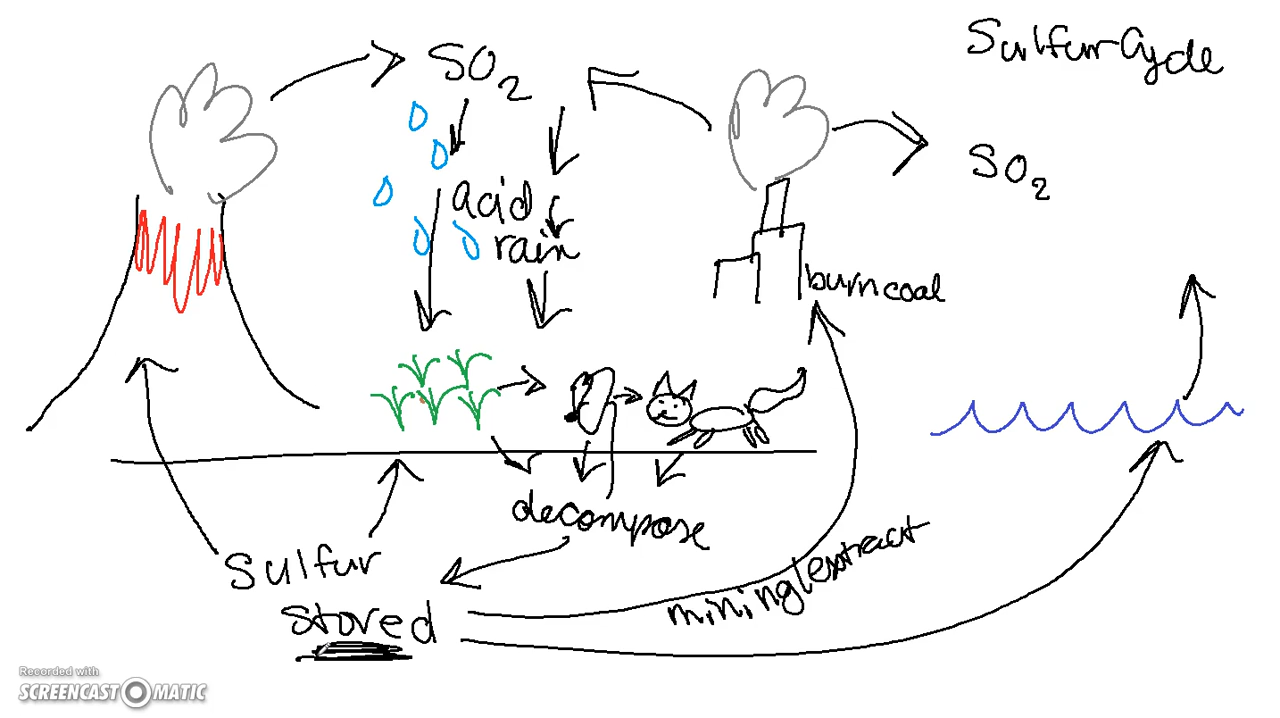 Sulfur Cycle
SO2
SO2
acid
rain
burn coal
decompose
Sulfur
stored
mining/extract
Recorded with
SCREENCAST-O-MATIC